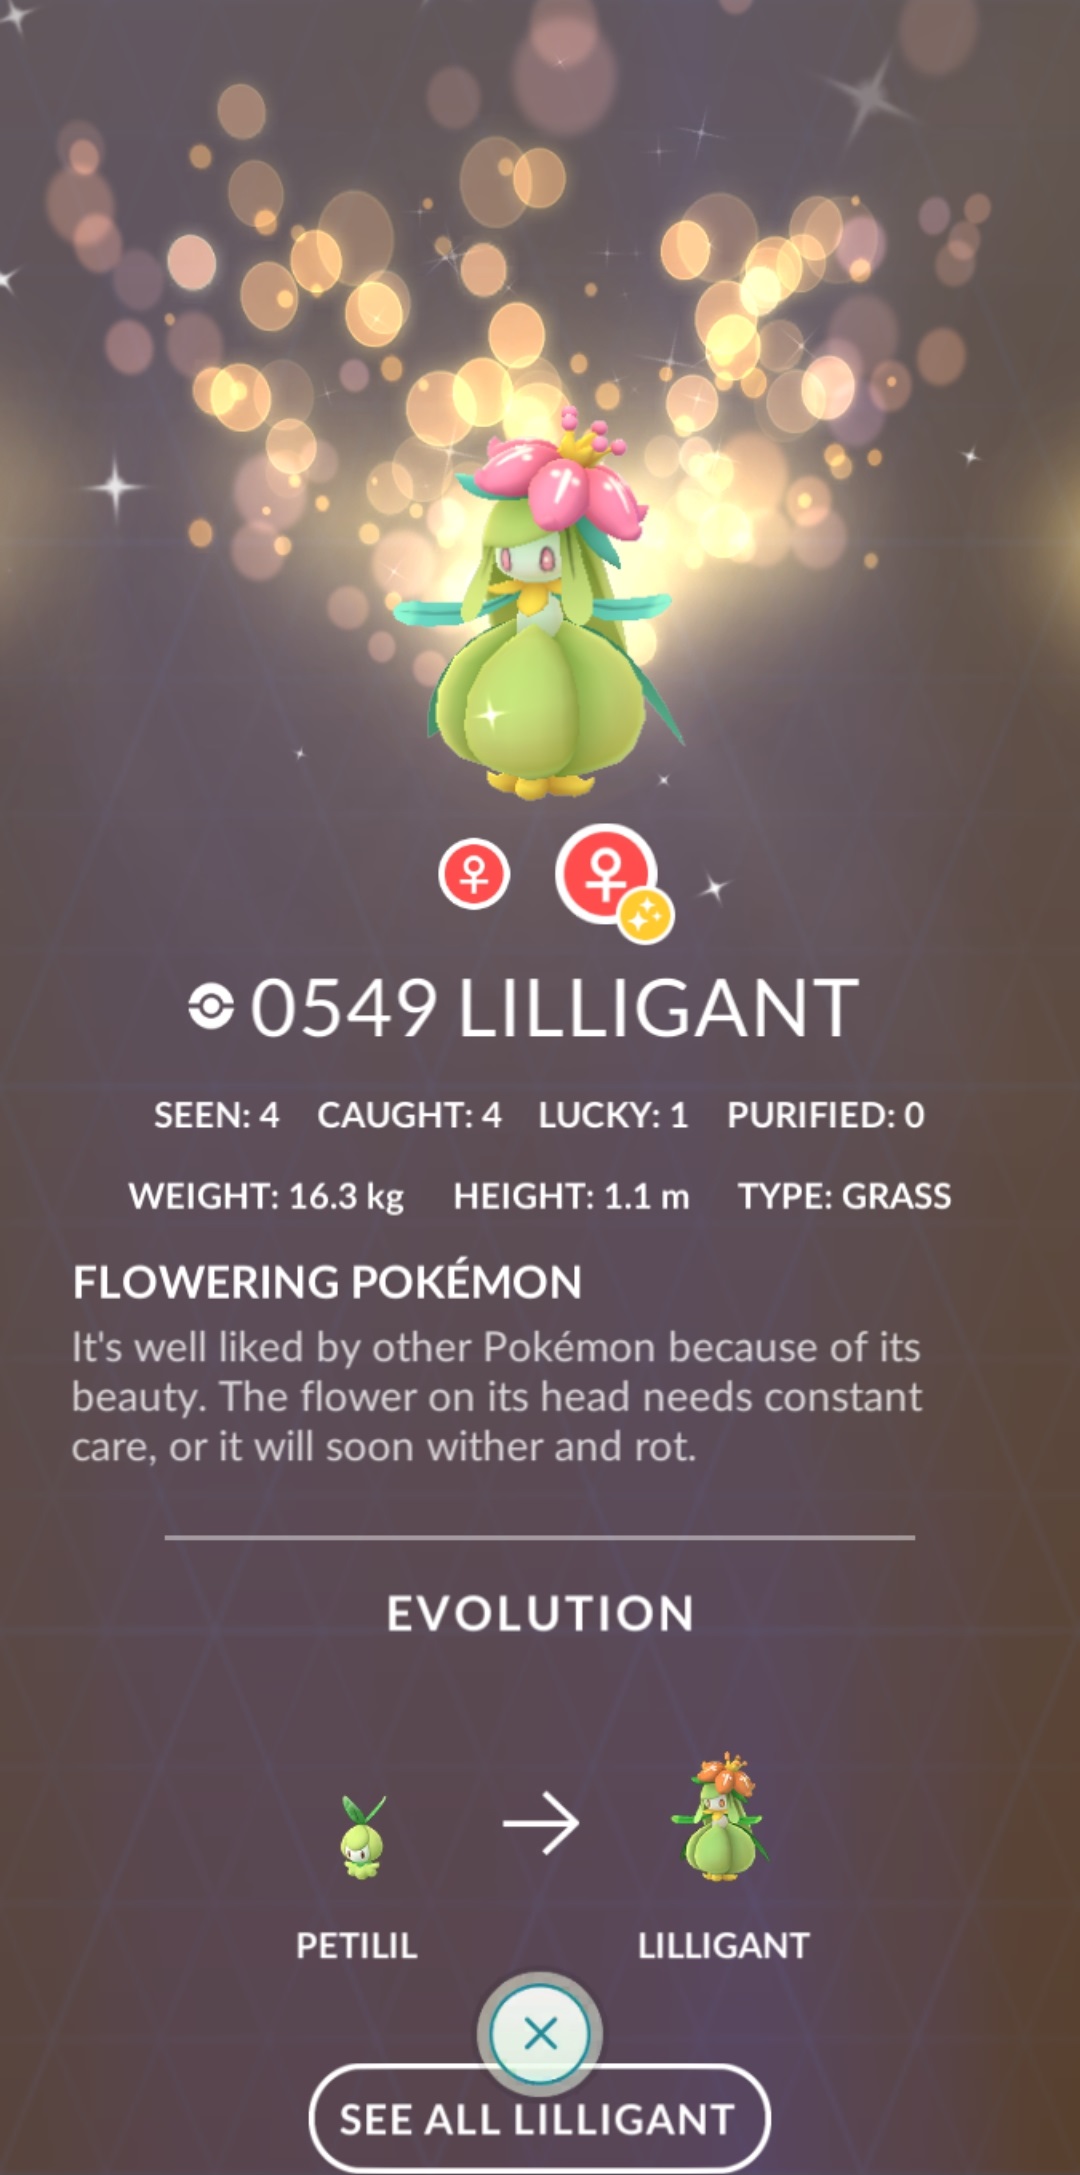 0549 LILLIGANT
SEEN: 4 CAUGHT: 4 LUCKY: 1 PURIFIED: 0
WEIGHT: 16.3 kg HEIGHT: 1.1 m TYPE: GRASS
FLOWERING POKÉMON
It's well liked by other Pokémon because of its
beauty. The flower on its head needs constant
care, or it will soon wither and rot.
EVOLUTION
PETILIL LILLIGANT
SEE ALL LILLIGANT